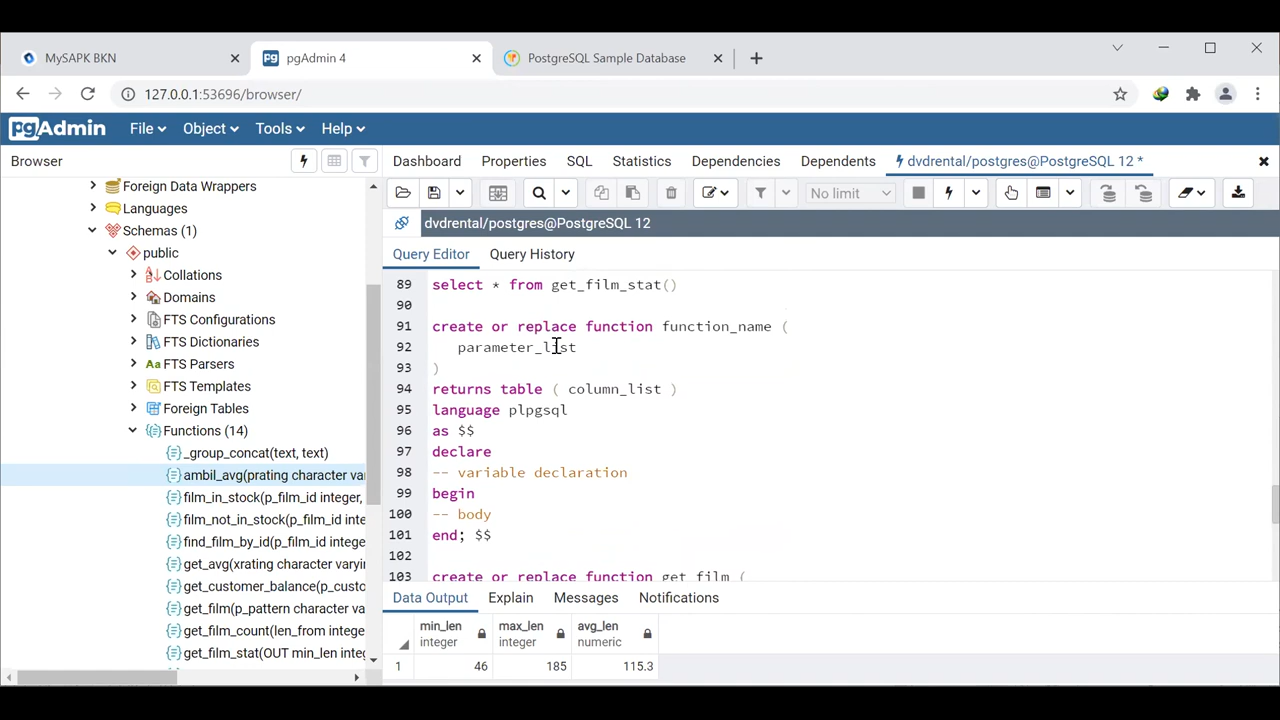 MySAPK BKN
pgAdmin 4
PostgreSQL Sample Database
127.0.0.1:53696/browser/
pgAdmin File Object Tools Help
Browser
Dashboard Properties SQL Statistics Dependencies Dependents dvdrental/postgres@PostgreSQL 12 *
No limit
dvdrental/postgres@PostgreSQL 12
Query Editor Query History
Foreign Data Wrappers
Languages
Schemas (1)
public
Collations
Domains
FTS Configurations
FTS Dictionaries
Aa FTS Parsers
FTS Templates
Foreign Tables
Functions (14)
_group_concat(text, text)
ambil_avg(prating character va
film_in_stock(p_film_id integer,
film_not_in_stock(p_film_id inte
find_film_by_id(p_film_id intege
get_avg(xrating character varyin
get_customer_balance(p_custo
get_film(p_pattern character va
get_film_count(len_from intege
get_film_stat(OUT min_len inte
89 select * from get_film_stat()
90
91 create or replace function function_name (
92 parameter_list
93 )
94 returns table ( column_list )
95 language plpgsql
96 as $$
97 declare
98 -- variable declaration
99 begin
100 -- body
101 end; $$
102
103 create or replace function get_film (
Data Output Explain Messages Notifications
min_len max_len avg_len
integer integer numeric
1 46 185 115.3